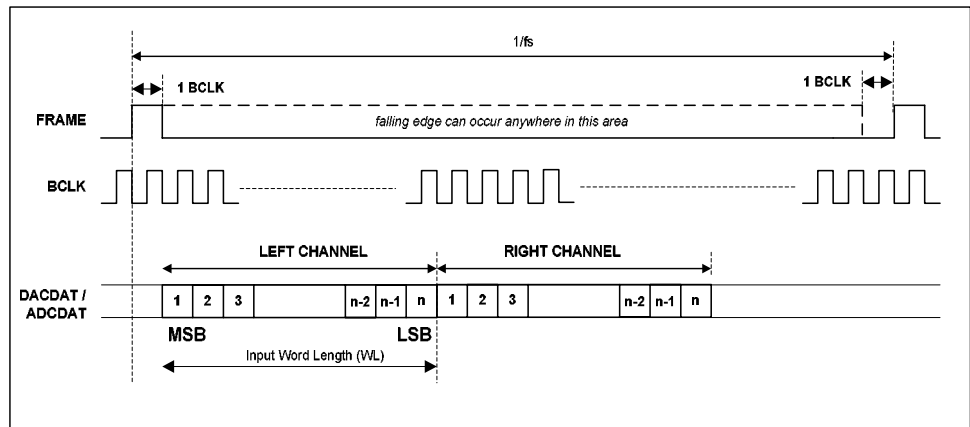 1/fs
1 BCLK
1 BCLK
FRAME
falling edge can occur anywhere in this area
BCLK
LEFT CHANNEL
RIGHT CHANNEL
DACDAT /
ADCDAT
1 2 3 n-2 n-1 n 1 2 3 n-2 n-1 n
MSB
LSB
Input Word Length (WL)